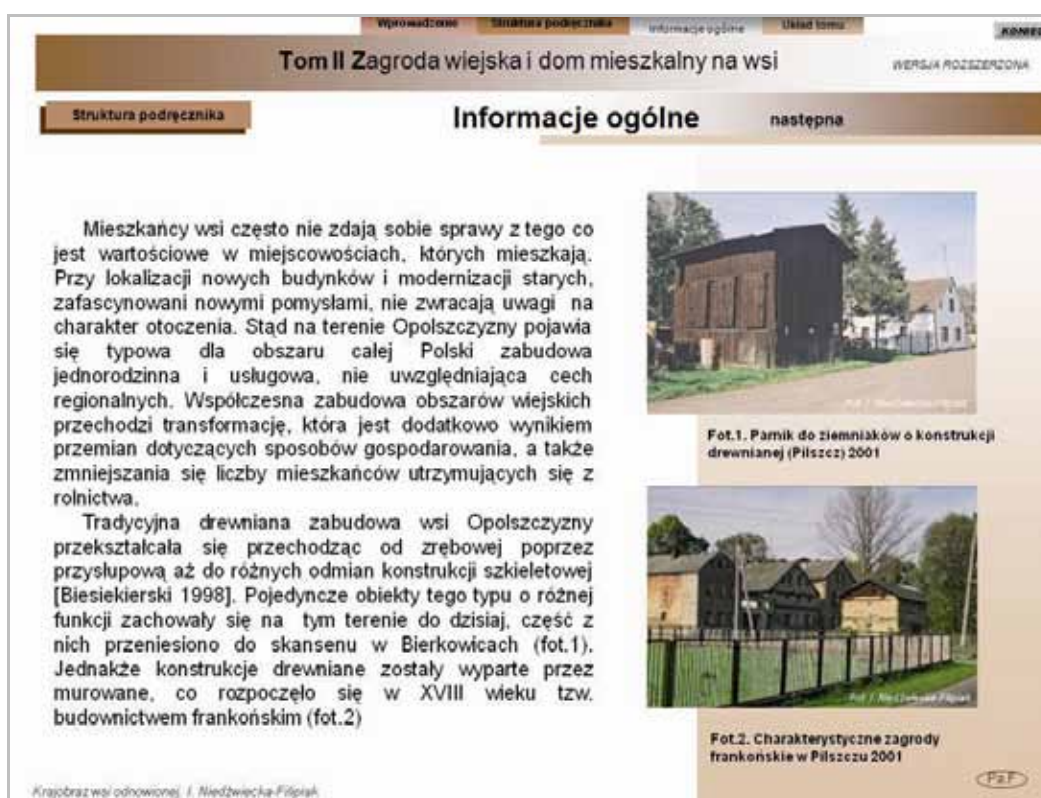 Wprowadzenie Struktura podręcznika Informacje ogólne Układ tomu KONIEC
Tom II Zagroda wiejska i dom mieszkalny na wsi
WERSJA ROZSZERZONA
Struktura podręcznika
Informacje ogólne
następna
Mieszkańcy wsi często nie zdają sobie sprawy z tego co
jest wartościowe w miejscowościach, których mieszkają.
Przy lokalizacji nowych budynków i modernizacji starych,
zafascynowani nowymi pomysłami, nie zwracają uwagi na
charakter otoczenia. Stąd na terenie Opolszczyzny pojawia
się typowa dla obszaru całej Polski zabudowa
jednorodzinna i usługowa, nie uwzględniająca cech
regionalnych. Współczesna zabudowa obszarów wiejskich
przechodzi transformację, która jest dodatkowo wynikiem
przemian dotyczących sposobów gospodarowania, a także
zmniejszania się liczby mieszkańców utrzymujących się z
rolnictwa.
Tradycyjna drewniana zabudowa wsi Opolszczyzny
przekształcała się przechodząc od zrębowej poprzez
przysłupową aż do różnych odmian konstrukcji szkieletowej
[Biesiekierski 1998]. Pojedyncze obiekty tego typu o różnej
funkcji zachowały się na tym terenie do dzisiaj, część z
nich przeniesiono do skansenu w Bierkowicach (fot.1).
Jednakże konstrukcje drewniane zostały wyparte przez
murowane, co rozpoczęło się w XVIII wieku tzw.
budownictwem frankońskim (fot.2)
Fot. I. Niedźwiecka-Filipiak
Fot.1. Parnik do ziemniaków o konstrukcji
drewnianej (Pilszcz) 2001
Fot. I. Niedźwiecka-Filipiak
Fot.2. Charakterystyczne zagrody
frankońskie w Pilszczu 2001
Krajobraz wsi odnowionej, I. Niedźwiecka-Filipiak